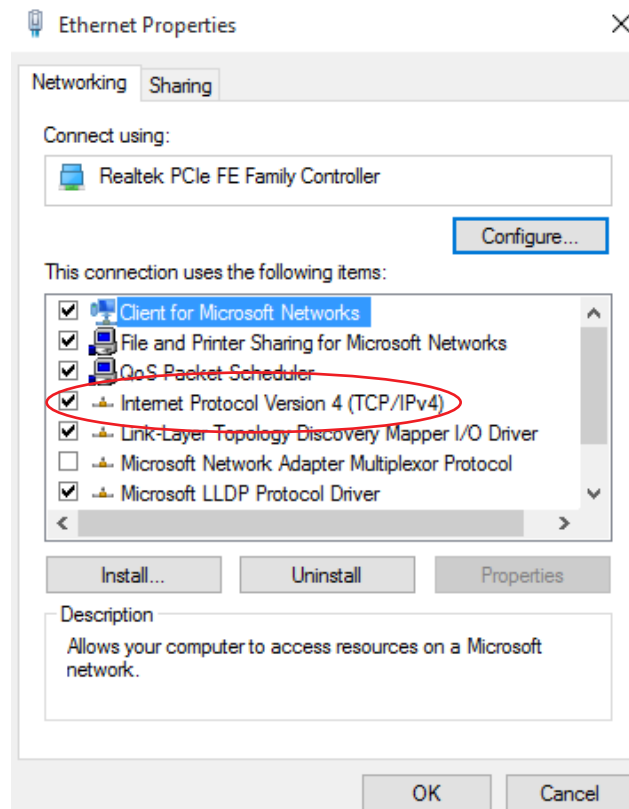 Ethernet Properties
Networking
Sharing
Connect using:
Realtek PCIe FE Family Controller
Configure...
This connection uses the following items:
Client for Microsoft Networks
File and Printer Sharing for Microsoft Networks
QoS Packet Scheduler
Internet Protocol Version 4 (TCP/IPv4)
Link-Layer Topology Discovery Mapper I/O Driver
Microsoft Network Adapter Multiplexor Protocol
Microsoft LLDP Protocol Driver
Install...
Uninstall
Properties
Description
Allows your computer to access resources on a Microsoft
network.
OK
Cancel